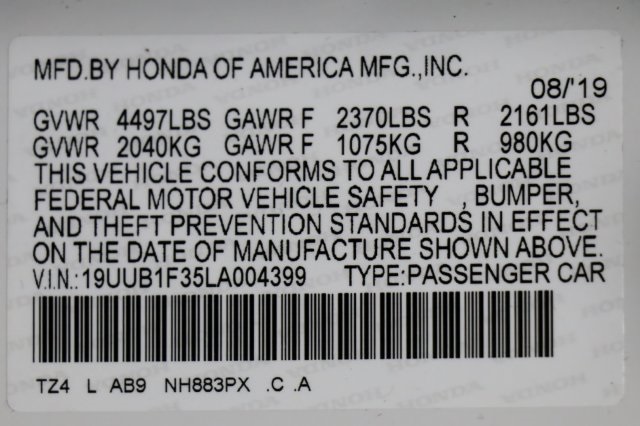 MFD.BY HONDA OF AMERICA MFG.,INC.
08/'19
GVWR 4497LBS GAWR F 2370LBS R 2161LBS
GVWR 2040KG GAWR F 1075KG R 980KG
THIS VEHICLE CONFORMS TO ALL APPLICABLE
FEDERAL MOTOR VEHICLE SAFETY , BUMPER,
AND THEFT PREVENTION STANDARDS IN EFFECT
ON THE DATE OF MANUFACTURE SHOWN ABOVE.
V.I.N.:19UUB1F35LA004399 TYPE:PASSENGER CAR
TZ4 L AB9 NH883PX .C .A